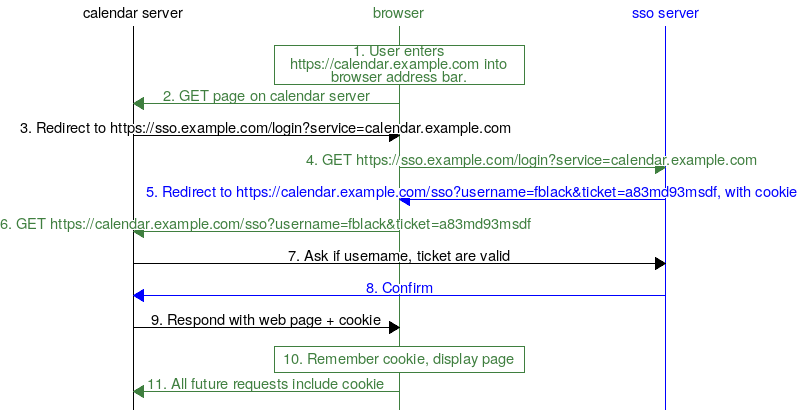 calendar server
browser
sso server
1. User enters
https://calendar.example.com into
browser address bar.
2. GET page on calendar server
3. Redirect to https://sso.example.com/login?service=calendar.example.com
4. GET https://sso.example.com/login?service=calendar.example.com
5. Redirect to https://calendar.example.com/sso?username=fblack&ticket=a83md93msdf, with cookie
6. GET https://calendar.example.com/sso?username=fblack&ticket=a83md93msdf
7. Ask if username, ticket are valid
8. Confirm
9. Respond with web page + cookie
10. Remember cookie, display page
11. All future requests include cookie